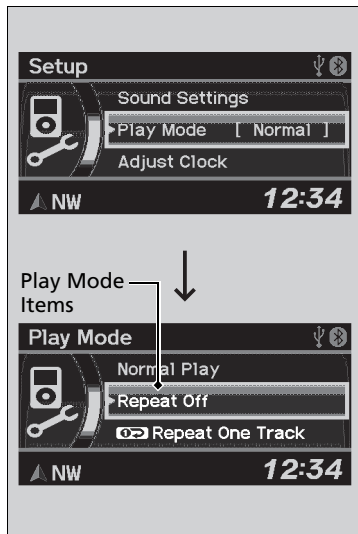 Setup
Sound Settings
Play Mode [ Normal ]
Adjust Clock
NW
12:34
Play Mode
Items
Play Mode
Normal Play
Repeat Off
1 Repeat One Track
NW
12:34